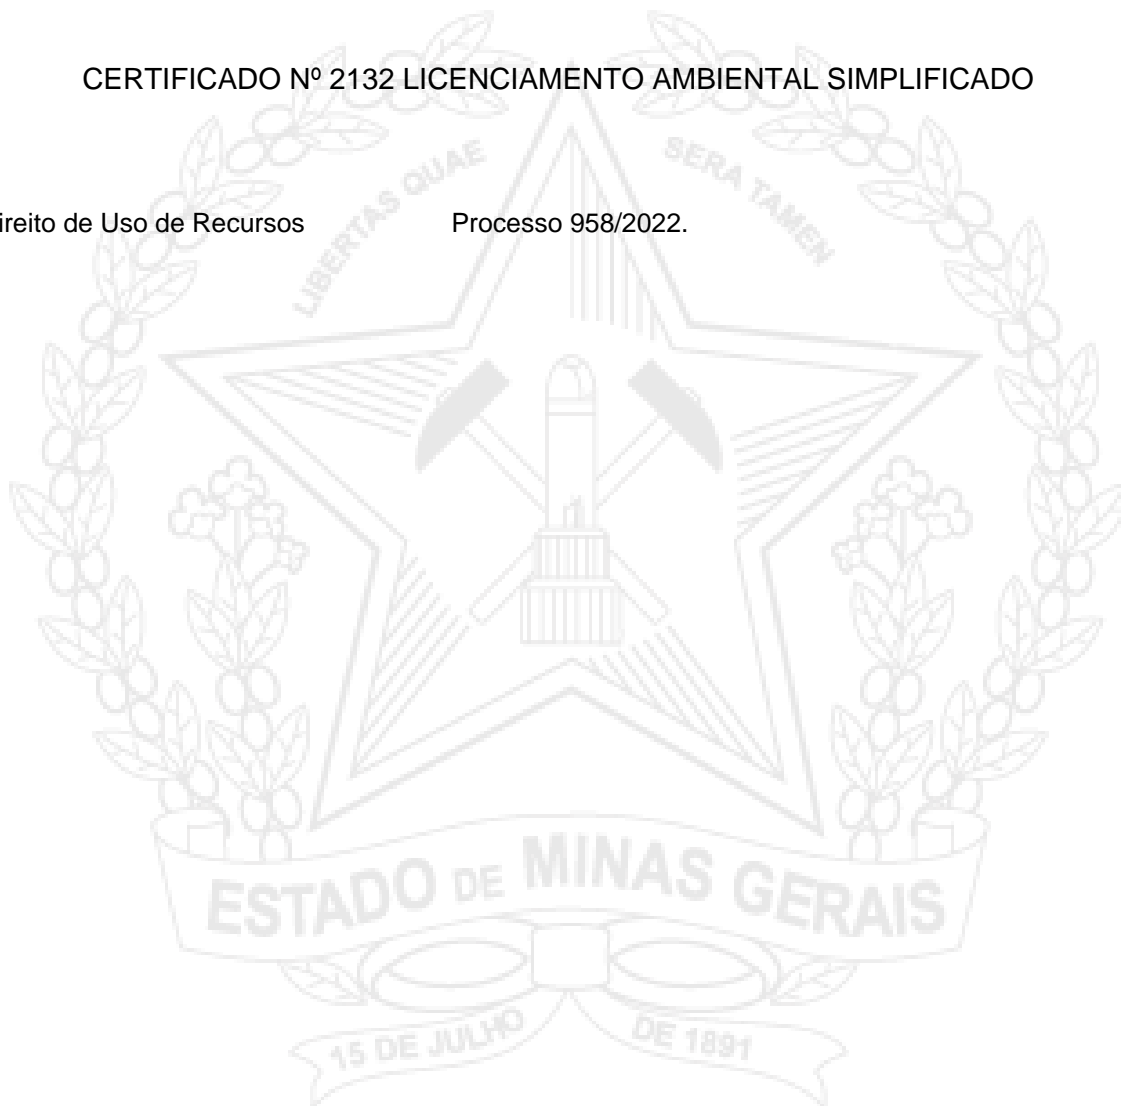 CERTIFICADO Nº 2132 LICENCIAMENTO AMBIENTAL SIMPLIFICADO
LIBERTAS QUAE SERA TAMEN
ireito de Uso de Recursos Processo 958/2022.
ESTADO DE MINAS GERAIS
15 DE JULHO DE 1891